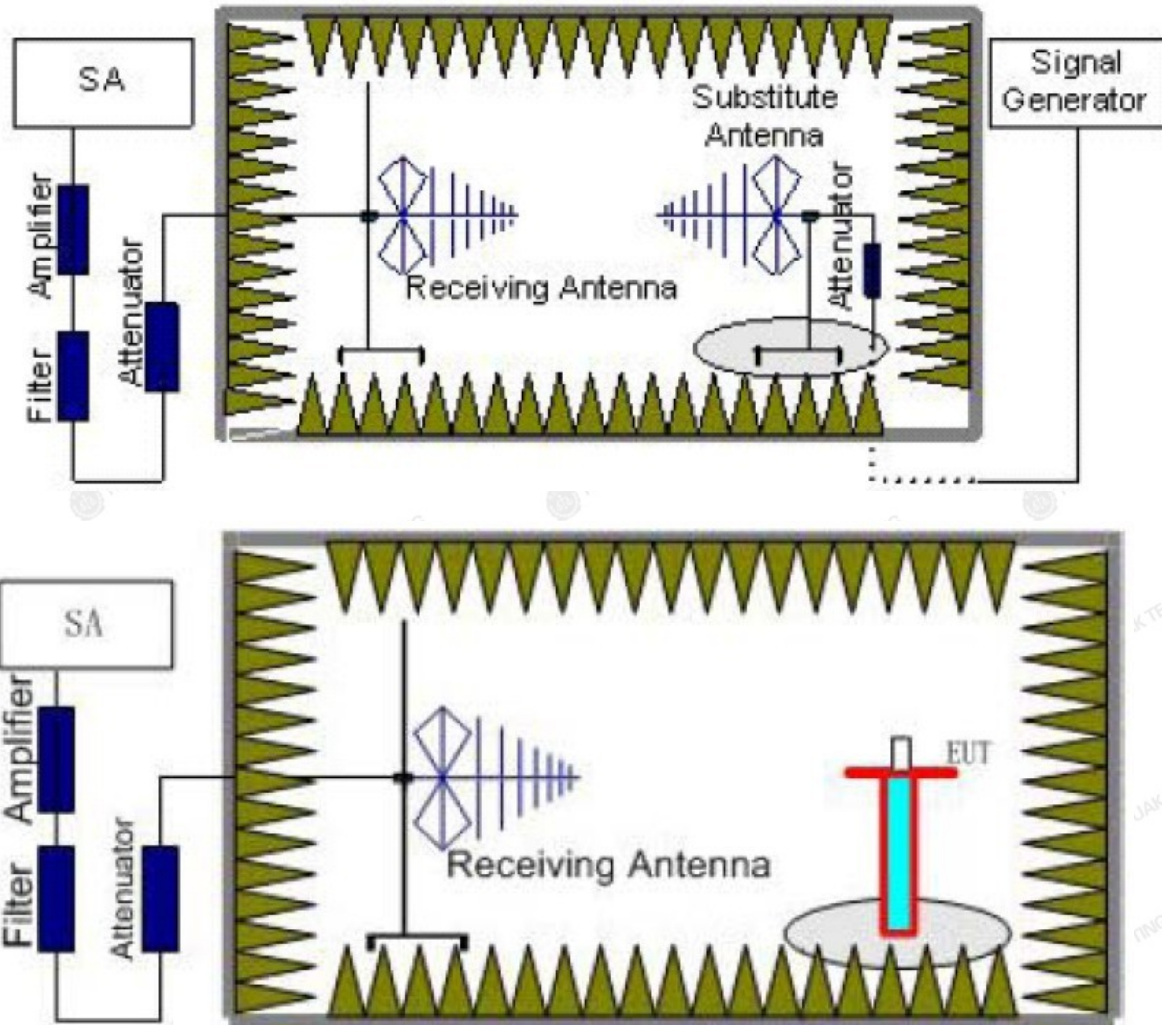 SA
Signal
Generator
Substitute
Antenna
Amplifier
Attenuator
Attenuator
Receiving Antenna
Filter
SA
Amplifier
EUT
Attenuator
Filter
Receiving Antenna